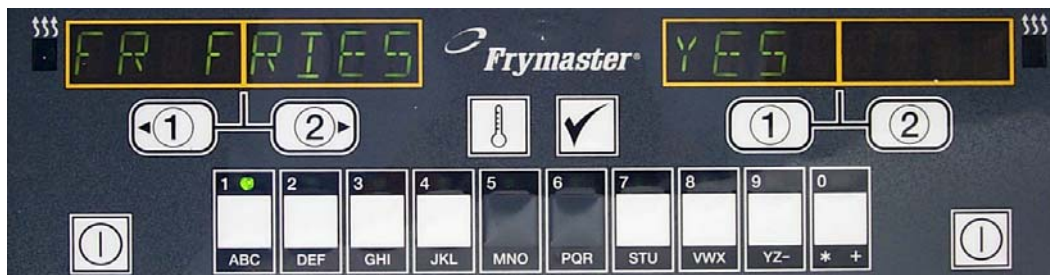 FR FRIES
Frymaster®
YES
1 2 1 2
1 2 3 4 5 6 7 8 9 0
ABC DEF GHI JKL MNO PQR STU VWX YZ- * +